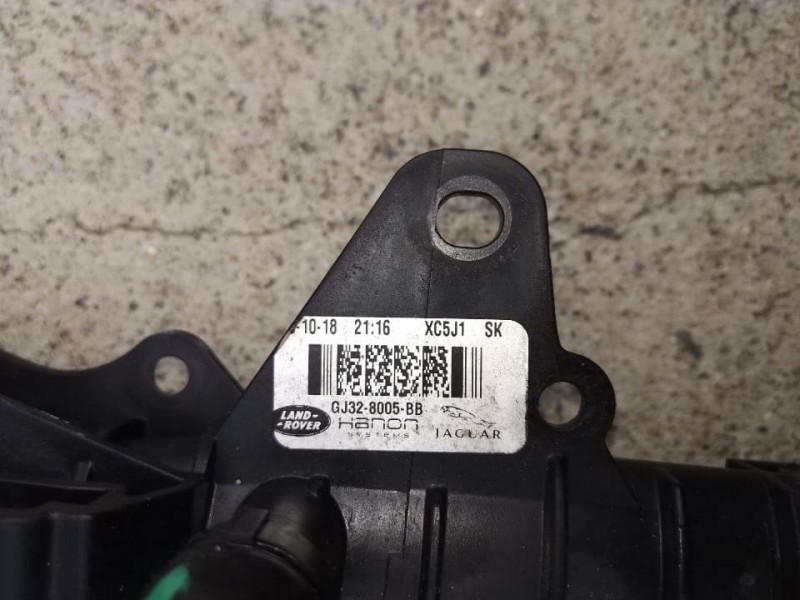 -10-18 21:16 XC5J1 SK
GJ32-8005-BB
LAND-
-ROVER
Hanon
SYSTEMS
JAGUAR